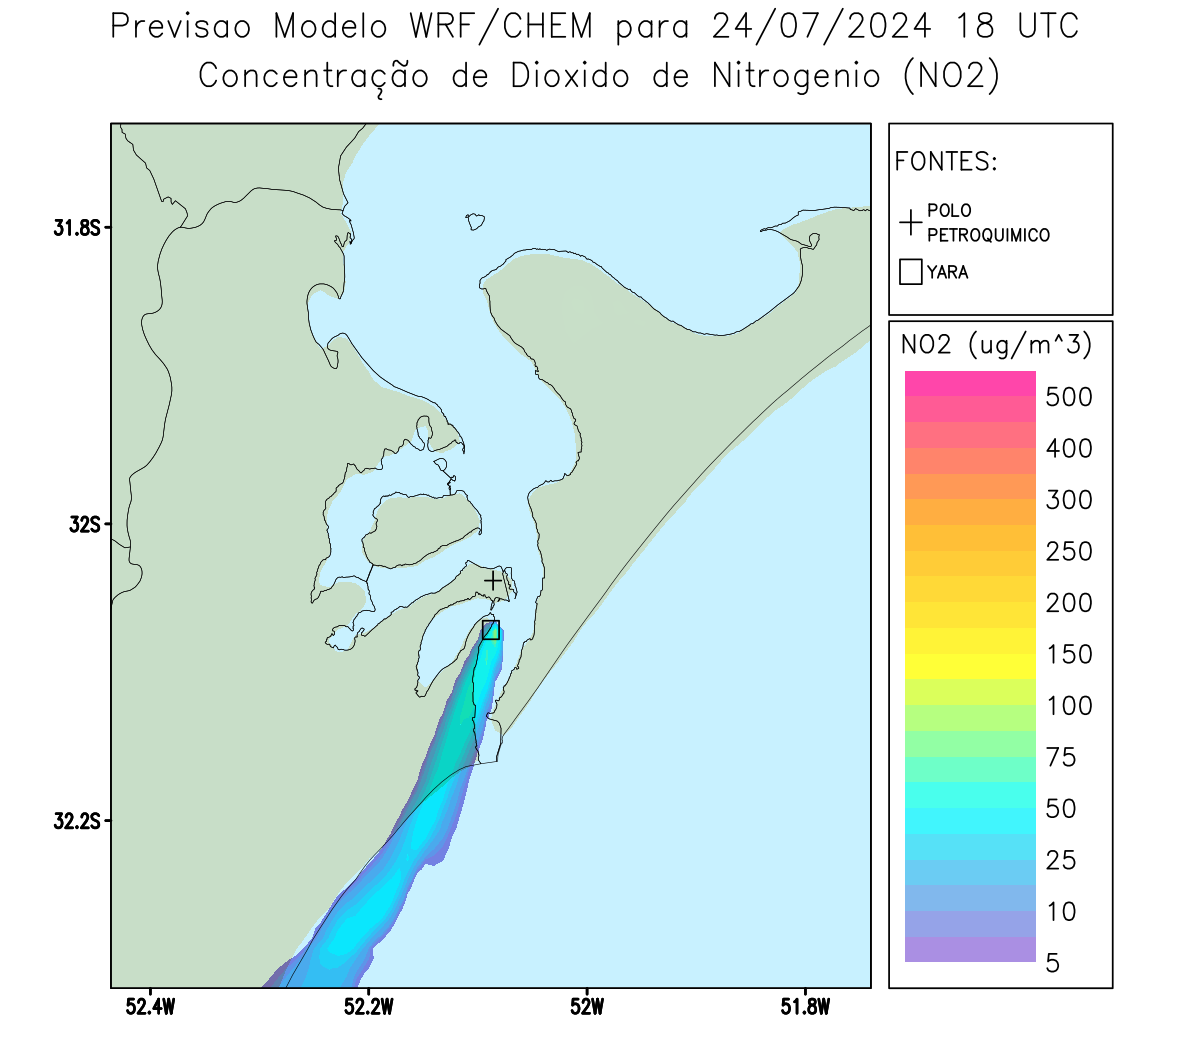 Previsao Modelo WRF/CHEM para 24/07/2024 18 UTC
Concentração de Dioxido de Nitrogenio (NO2)
FONTES:
POLO
PETROQUIMICO
YARA
NO2 (ug/m^3)
500
400
300
250
200
150
100
75
50
25
10
5
31.8S
32S
32.2S
52.4W
52.2W
52W
51.8W